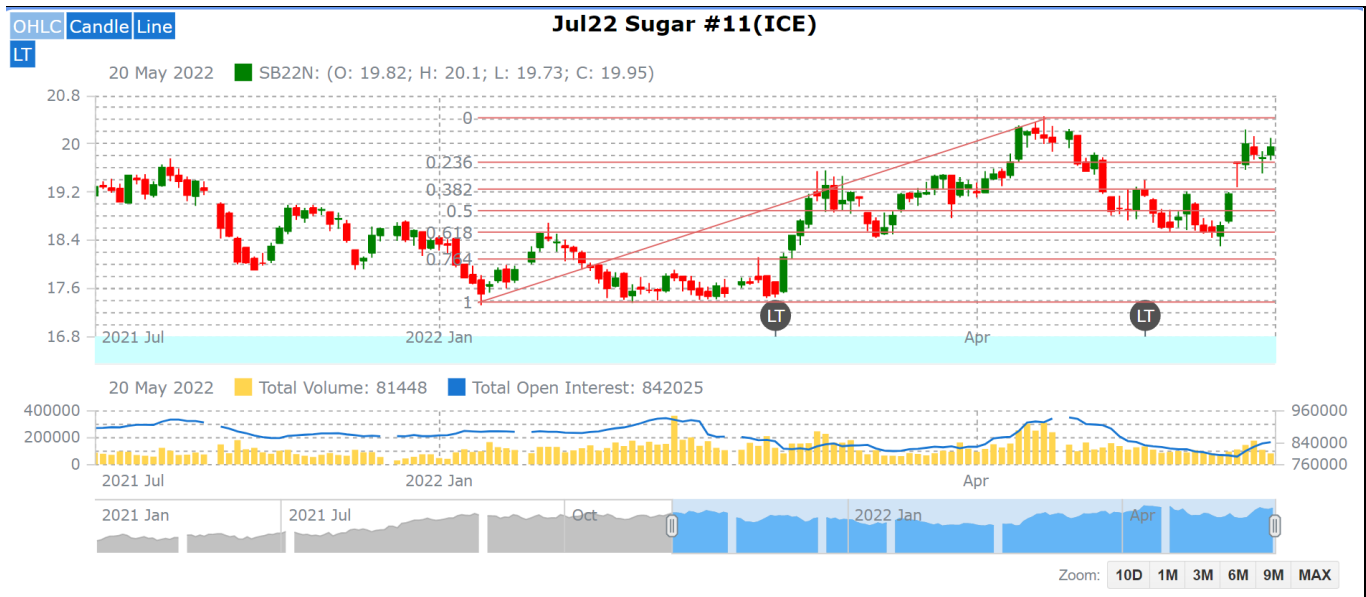 Jul22 Sugar #11(ICE)
OHLC Candle Line
LT
20 May 2022 SB22N: (O: 19.82; H: 20.1; L: 19.73; C: 19.95)
20.8
0
20
0.236
0.382
19.2
0.5
0.618
18.4
0.764
17.6
1
LT LT
16.8 2021 Jul 2022 Jan Apr
20 May 2022 Total Volume: 81448 Total Open Interest: 842025
400000 960000
200000 840000
0 760000
2021 Jul 2022 Jan Apr
2021 Jan 2021 Jul Oct 2022 Jan Apr
Zoom: 10D 1M 3M 6M 9M MAX